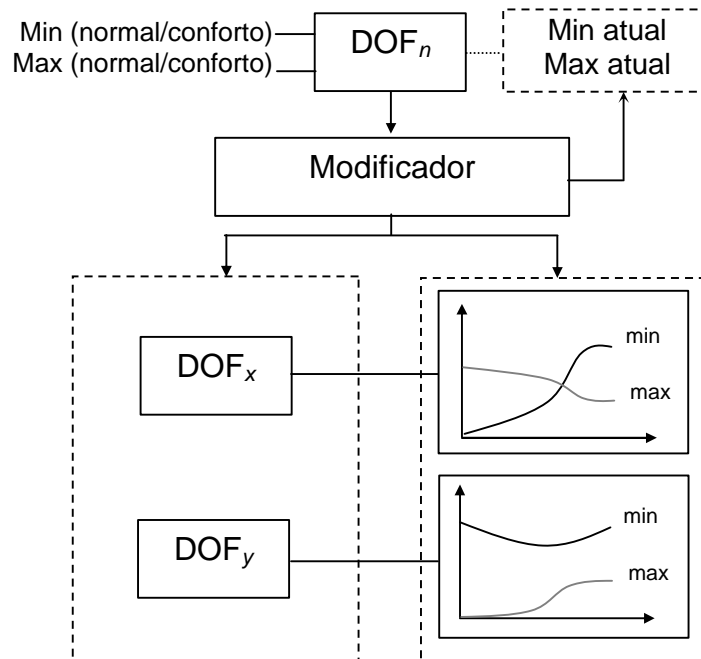 Min (normal/conforto)
Max (normal/conforto)
DOFn
Min atual
Max atual
Modificador
DOFx
min
max
DOFy
min
max